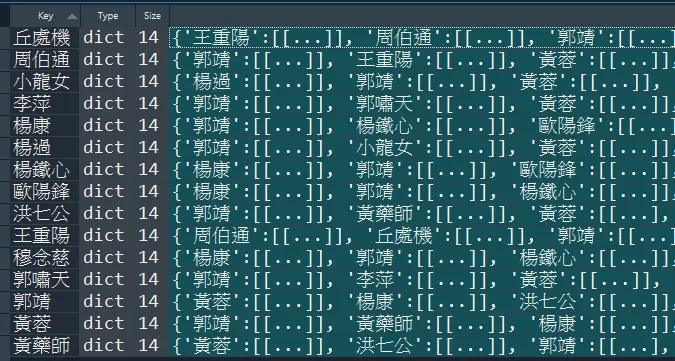 Key Type Size
丘處機 dict 14 {'王重陽':[[...]], '周伯通':[[...]], '郭靖':[[...
周伯通 dict 14 {'郭靖':[[...]], '王重陽':[[...]], '黃蓉':[[...]],
小龍女 dict 14 {'楊過':[[...]], '郭靖':[[...]], '黃蓉':[[...]],
李萍 dict 14 {'郭靖':[[...]], '郭嘯天':[[...]], '黃蓉':[[...]],
楊康 dict 14 {'郭靖':[[...]], '楊鐵心':[[...]], '歐陽鋒':[[...
楊過 dict 14 {'郭靖':[[...]], '小龍女':[[...]], '黃蓉':[[...]],
楊鐵心 dict 14 {'楊康':[[...]], '郭靖':[[...]], '歐陽鋒':[[...]],
歐陽鋒 dict 14 {'楊康':[[...]], '郭靖':[[...]], '楊鐵心':[[...]],
洪七公 dict 14 {'郭靖':[[...]], '黃藥師':[[...]], '黃蓉':[[...]],
王重陽 dict 14 {'周伯通':[[...]], '丘處機':[[...]], '郭靖':[[...
穆念慈 dict 14 {'楊康':[[...]], '郭靖':[[...]], '楊鐵心':[[...]],
郭嘯天 dict 14 {'郭靖':[[...]], '李萍':[[...]], '黃蓉':[[...]],
郭靖 dict 14 {'黃蓉':[[...]], '楊康':[[...]], '洪七公':[[...]],
黃蓉 dict 14 {'郭靖':[[...]], '黃藥師':[[...]], '楊康':[[...]],
黃藥師 dict 14 {'黃蓉':[[...]], '洪七公':[[...]], '郭靖':[[...